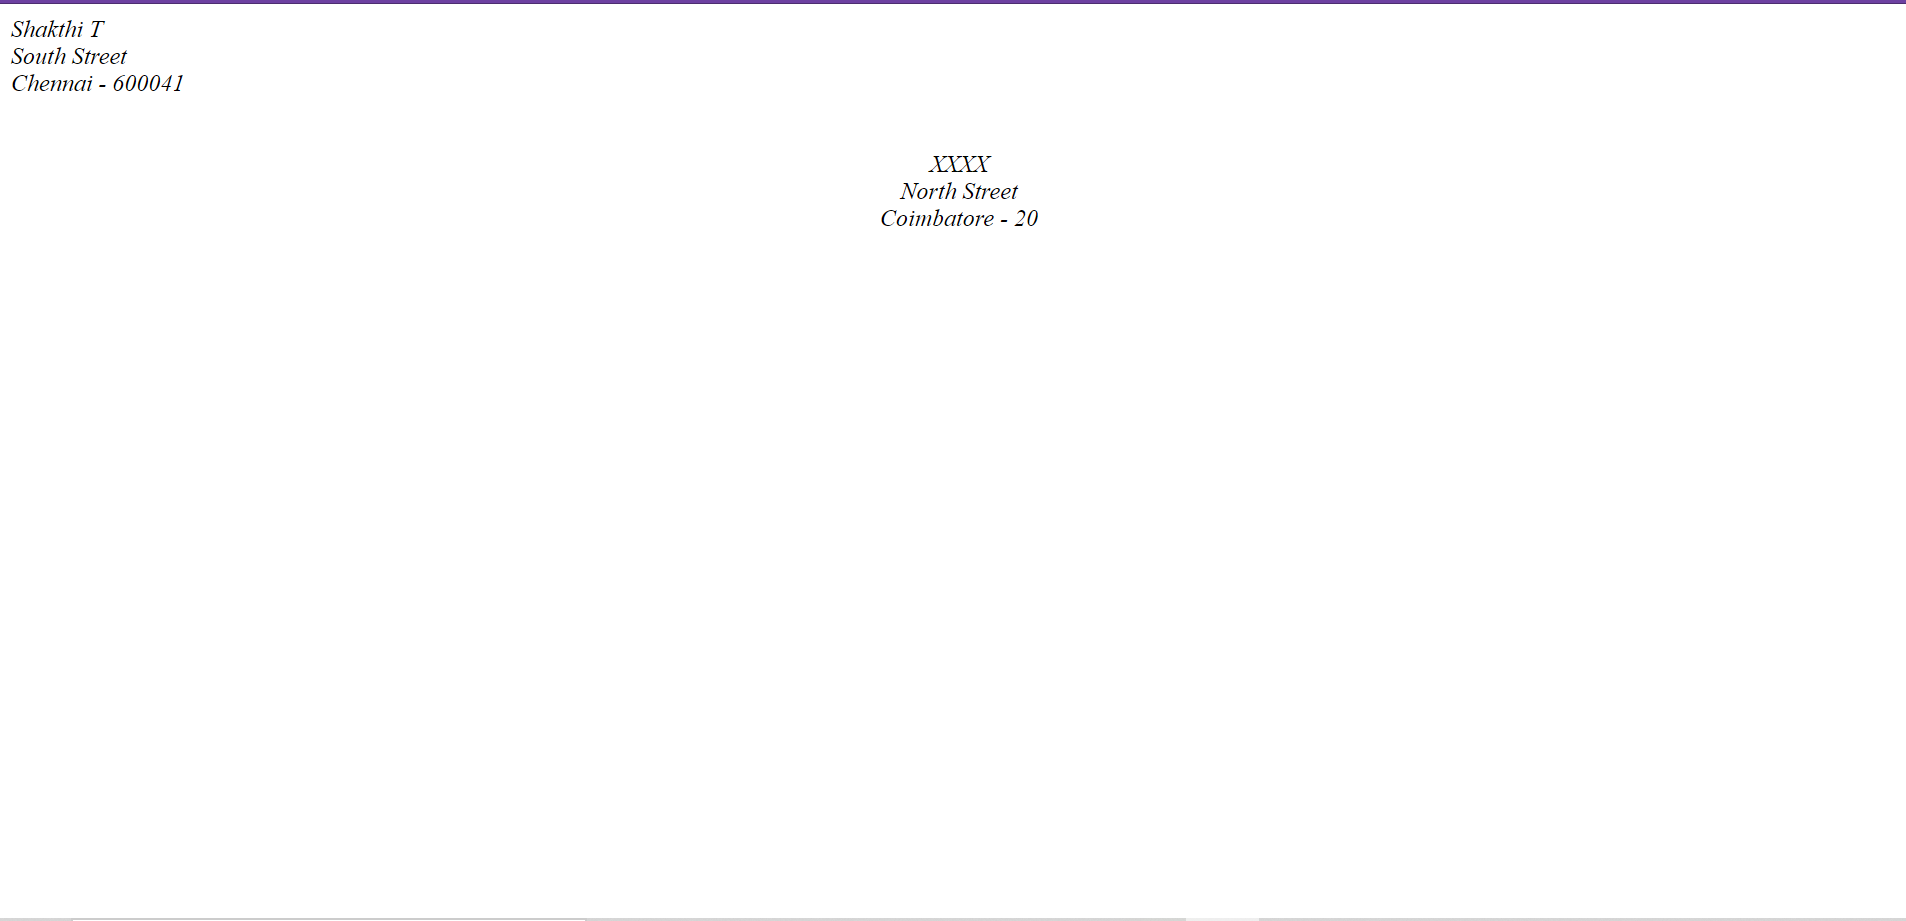 Shakthi T
South Street
Chennai - 600041
XXXX
North Street
Coimbatore - 20